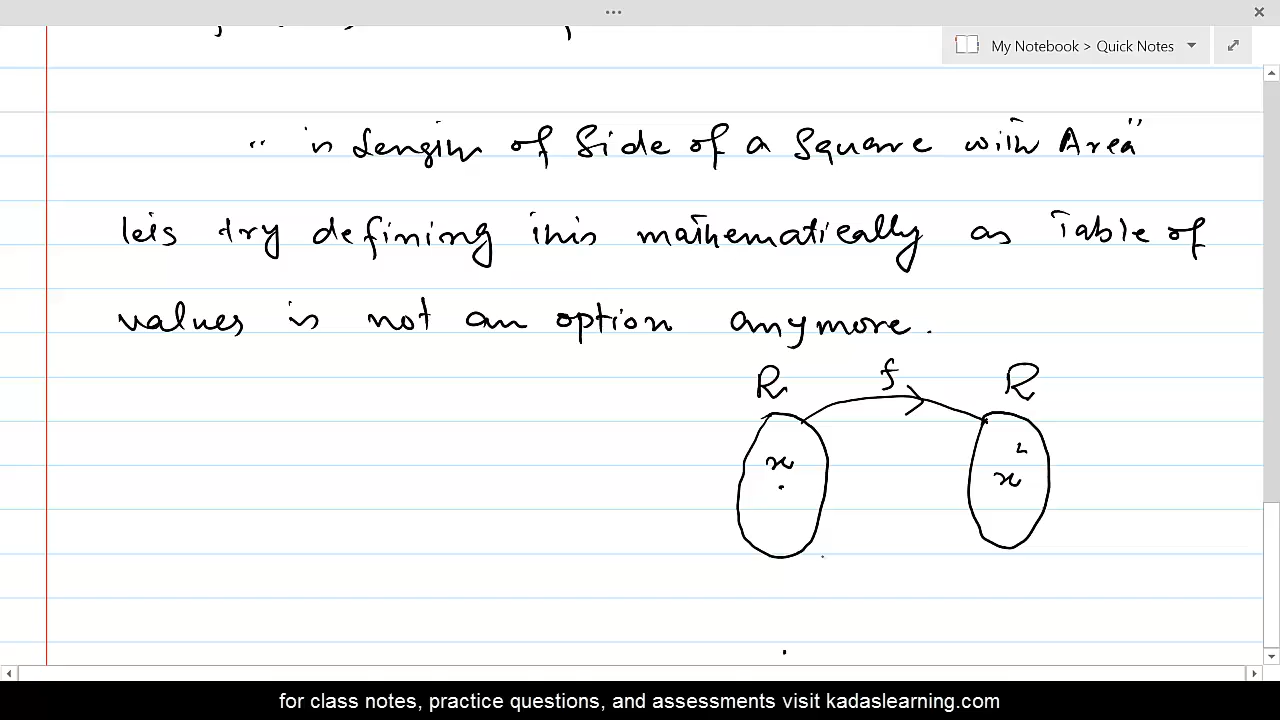 My Notebook > Quick Notes
" in Length of Side of a Square with Area"
lets try defining this mathematically as Table of
values is not an option anymore.
R f R
x x²
for class notes, practice questions, and assessments visit kadaslearning.com